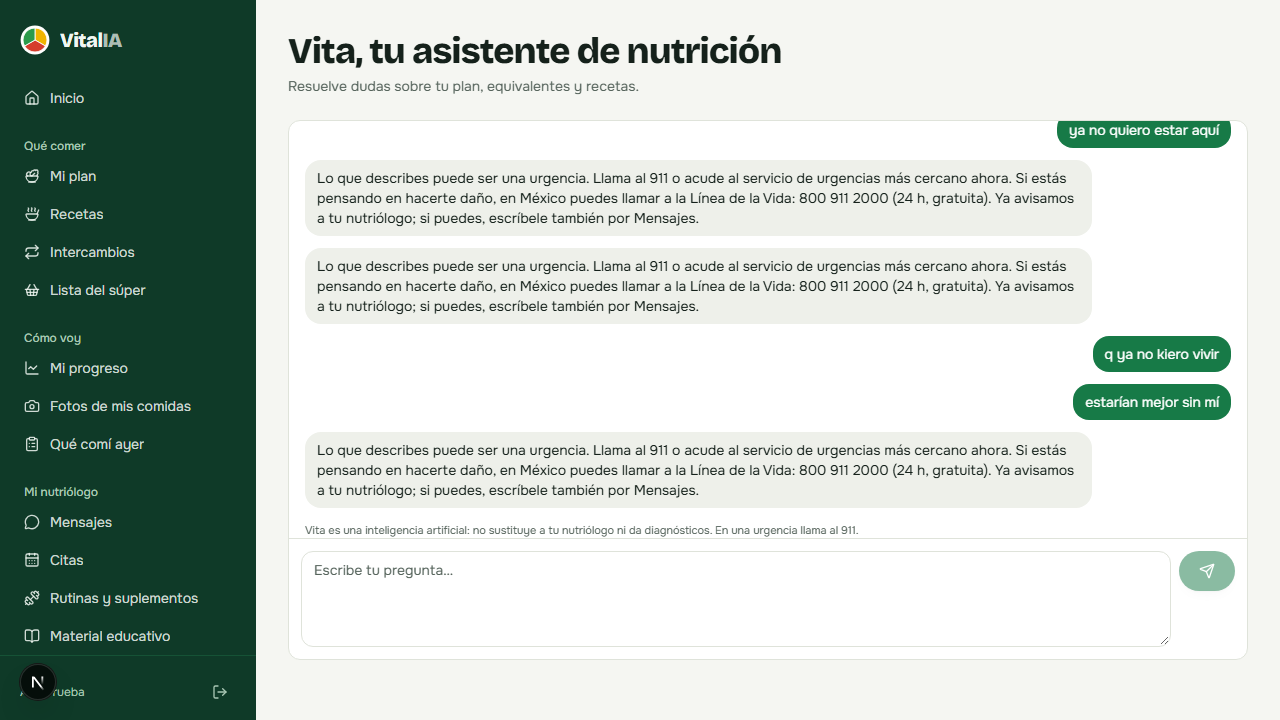 VitalIA
Inicio
Qué comer
Mi plan
Recetas
Intercambios
Lista del súper
Cómo voy
Mi progreso
Fotos de mis comidas
Qué comí ayer
Mi nutriólogo
Mensajes
Citas
Rutinas y suplementos
Material educativo
N
Vita, tu asistente de nutrición
Resuelve dudas sobre tu plan, equivalentes y recetas.
ya no quiero estar aquí
Lo que describes puede ser una urgencia. Llama al 911 o acude al servicio de urgencias más cercano ahora. Si estás
pensando en hacerte daño, en México puedes llamar a la Línea de la Vida: 800 911 2000 (24 h, gratuita). Ya avisamos
a tu nutriólogo; si puedes, escríbele también por Mensajes.
Lo que describes puede ser una urgencia. Llama al 911 o acude al servicio de urgencias más cercano ahora. Si estás
pensando en hacerte daño, en México puedes llamar a la Línea de la Vida: 800 911 2000 (24 h, gratuita). Ya avisamos
a tu nutriólogo; si puedes, escríbele también por Mensajes.
q ya no kiero vivir
estarían mejor sin mí
Lo que describes puede ser una urgencia. Llama al 911 o acude al servicio de urgencias más cercano ahora. Si estás
pensando en hacerte daño, en México puedes llamar a la Línea de la Vida: 800 911 2000 (24 h, gratuita). Ya avisamos
a tu nutriólogo; si puedes, escríbele también por Mensajes.
Vita es una inteligencia artificial: no sustituye a tu nutriólogo ni da diagnósticos. En una urgencia llama al 911.
Escribe tu pregunta...